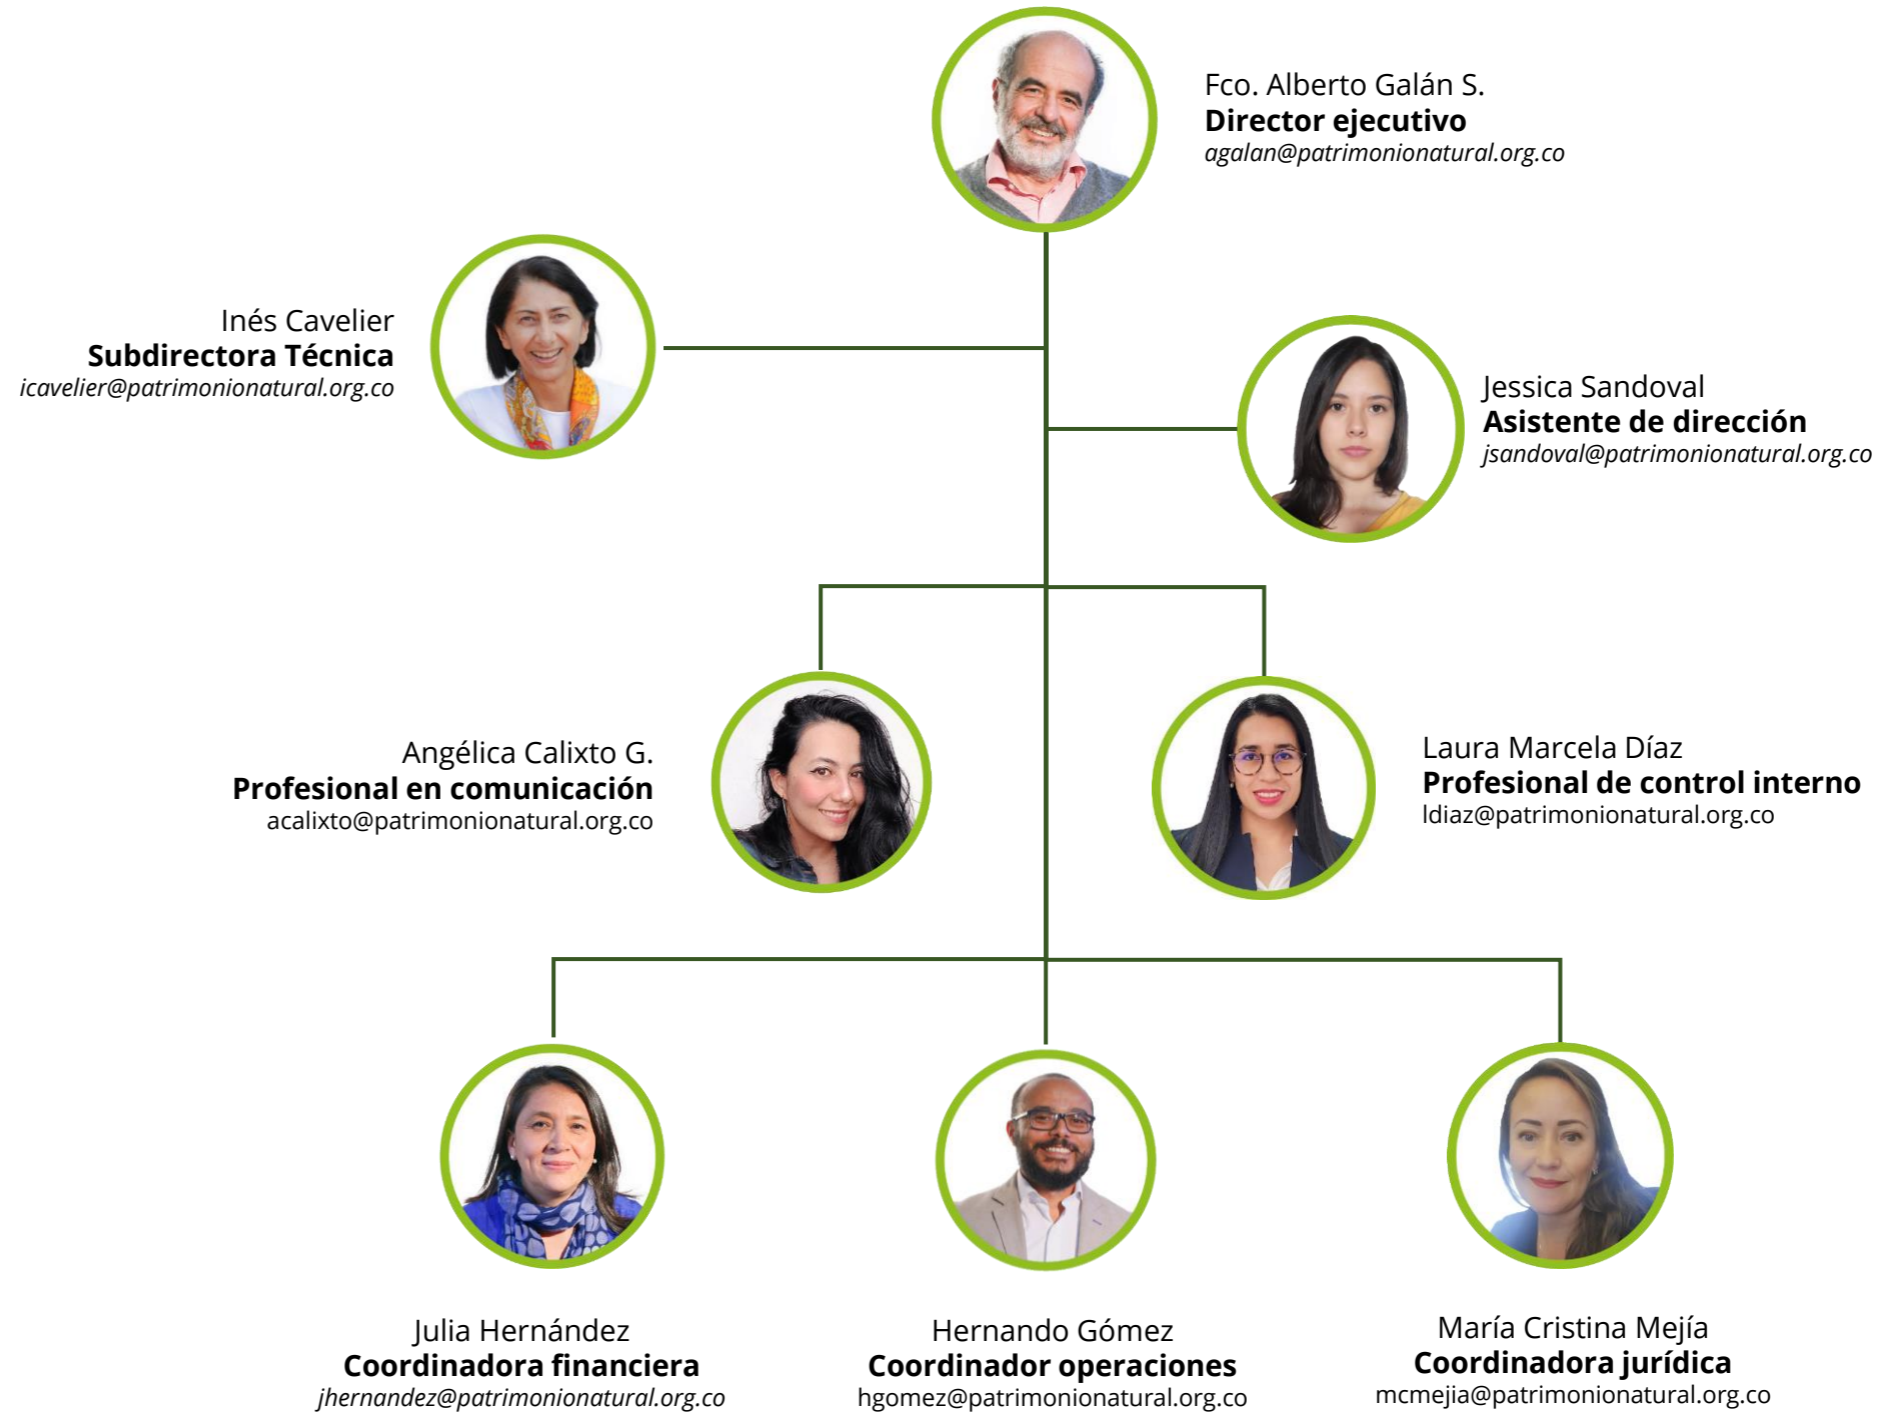 Fco. Alberto Galán S.
Director ejecutivo
agalan@patrimonionatural.org.co
Inés Cavelier
Subdirectora Técnica
icavelier@patrimonionatural.org.co
Jessica Sandoval
Asistente de dirección
jsandoval@patrimonionatural.org.co
Angélica Calixto G.
Profesional en comunicación
acalixto@patrimonionatural.org.co
Laura Marcela Díaz
Profesional de control interno
ldiaz@patrimonionatural.org.co
Julia Hernández
Coordinadora financiera
jhernandez@patrimonionatural.org.co
Hernando Gómez
Coordinador operaciones
hgomez@patrimonionatural.org.co
María Cristina Mejía
Coordinadora jurídica
mcmejia@patrimonionatural.org.co